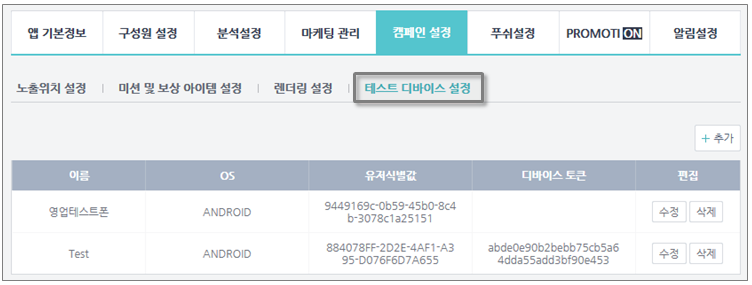 앱 기본정보 구성원 설정 분석설정 마케팅 관리 캠페인 설정 푸쉬설정 PROMOTION 알림설정
노출위치 설정 | 미션 및 보상 아이템 설정 | 렌더링 설정 | 테스트 디바이스 설정
+ 추가
이름 OS 유저식별값 디바이스 토큰 편집
영업테스트폰 ANDROID 9449169c-0b59-45b0-8c4
b-3078c1a25151 수정 삭제
Test ANDROID 884078FF-2D2E-4AF1-A3 abde0e90b2bebb75cb5a6
95-D076F6D7A655 4dda55add3bf90e453 수정 삭제